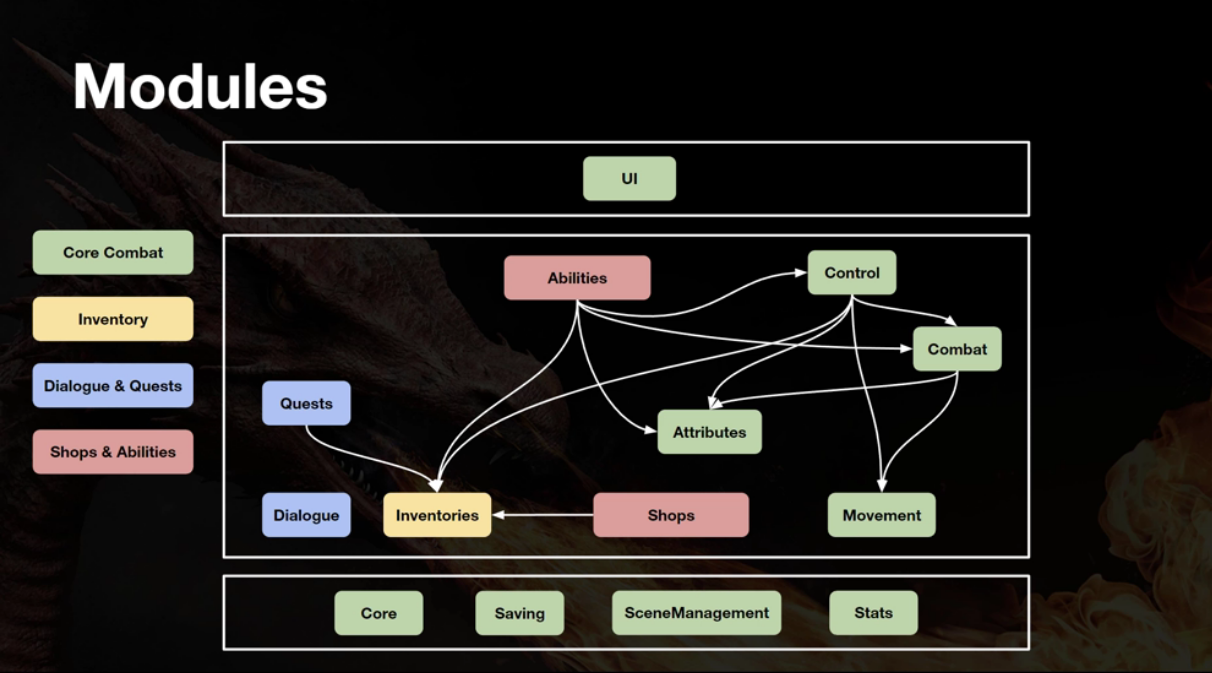 Modules
UI
Core Combat
Inventory
Dialogue & Quests
Shops & Abilities
Abilities
Control
Combat
Quests
Attributes
Dialogue
Inventories
Shops
Movement
Core
Saving
SceneManagement
Stats